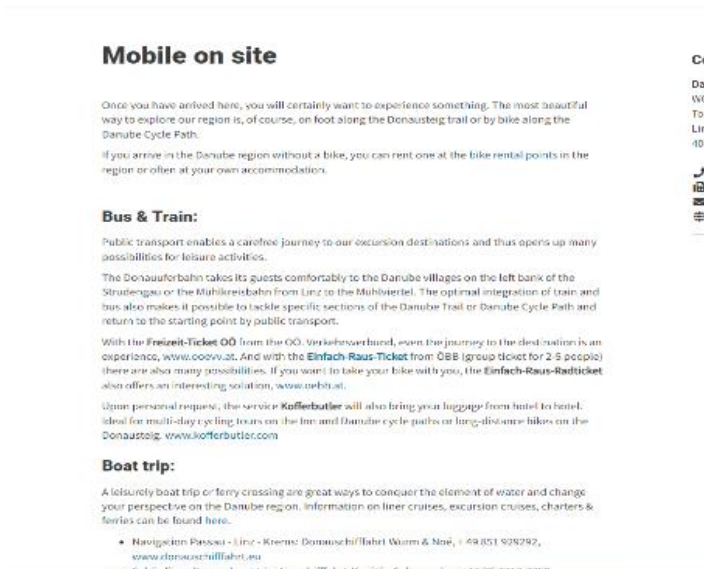 Mobile on site
Once you have arrived here, you will certainly want to experience something. The most beautiful
way to explore our region is, of course, on foot along the Donausteig trail or by bike along the
Danube Cycle Path.
If you arrive in the Danube region without a bike, you can rent one at the bike rental points in the
region or often at your own accommodation.
Bus & Train:
Public transport enables a carefree journey to our excursion destinations and thus opens up many
possibilities for leisure activities.
The Donauuferbahn takes its guests comfortably to the Danube villages on the left bank of the
Strudengau or the Mühlkreisbahn from Linz to the Mühlviertel. The optimal integration of train and
bus also makes it possible to tackle specific sections of the Danube Trail or Danube Cycle Path and
return to the starting point by public transport.
With the Freizeit-Ticket OÖ from the OÖ. Verkehrsverbund, even the journey to the destination is an
experience, www.ooevv.at. And with the Einfach-Raus-Ticket from ÖBB (group ticket for 2-5 people)
there are also many possibilities. If you want to take your bike with you, the Einfach-Raus-Radticket
also offers an interesting solution, www.oebb.at.
Upon personal request, the service Kofferbutler will also bring your luggage from hotel to hotel.
Ideal for multi-day cycling tours on the Inn and Danube cycle paths or long-distance hikes on the
Donausteig. www.kofferbutler.com
Boat trip:
A leisurely boat trip or ferry crossing are great ways to conquer the element of water and change
your perspective on the Danube region. Information on liner cruises, excursion cruises, charters &
ferries can be found here.
• Navigation Passau - Linz - Krems: Donauschifffahrt Wurm & Noé, +49 851 929292,
www.donauschifffahrt.eu